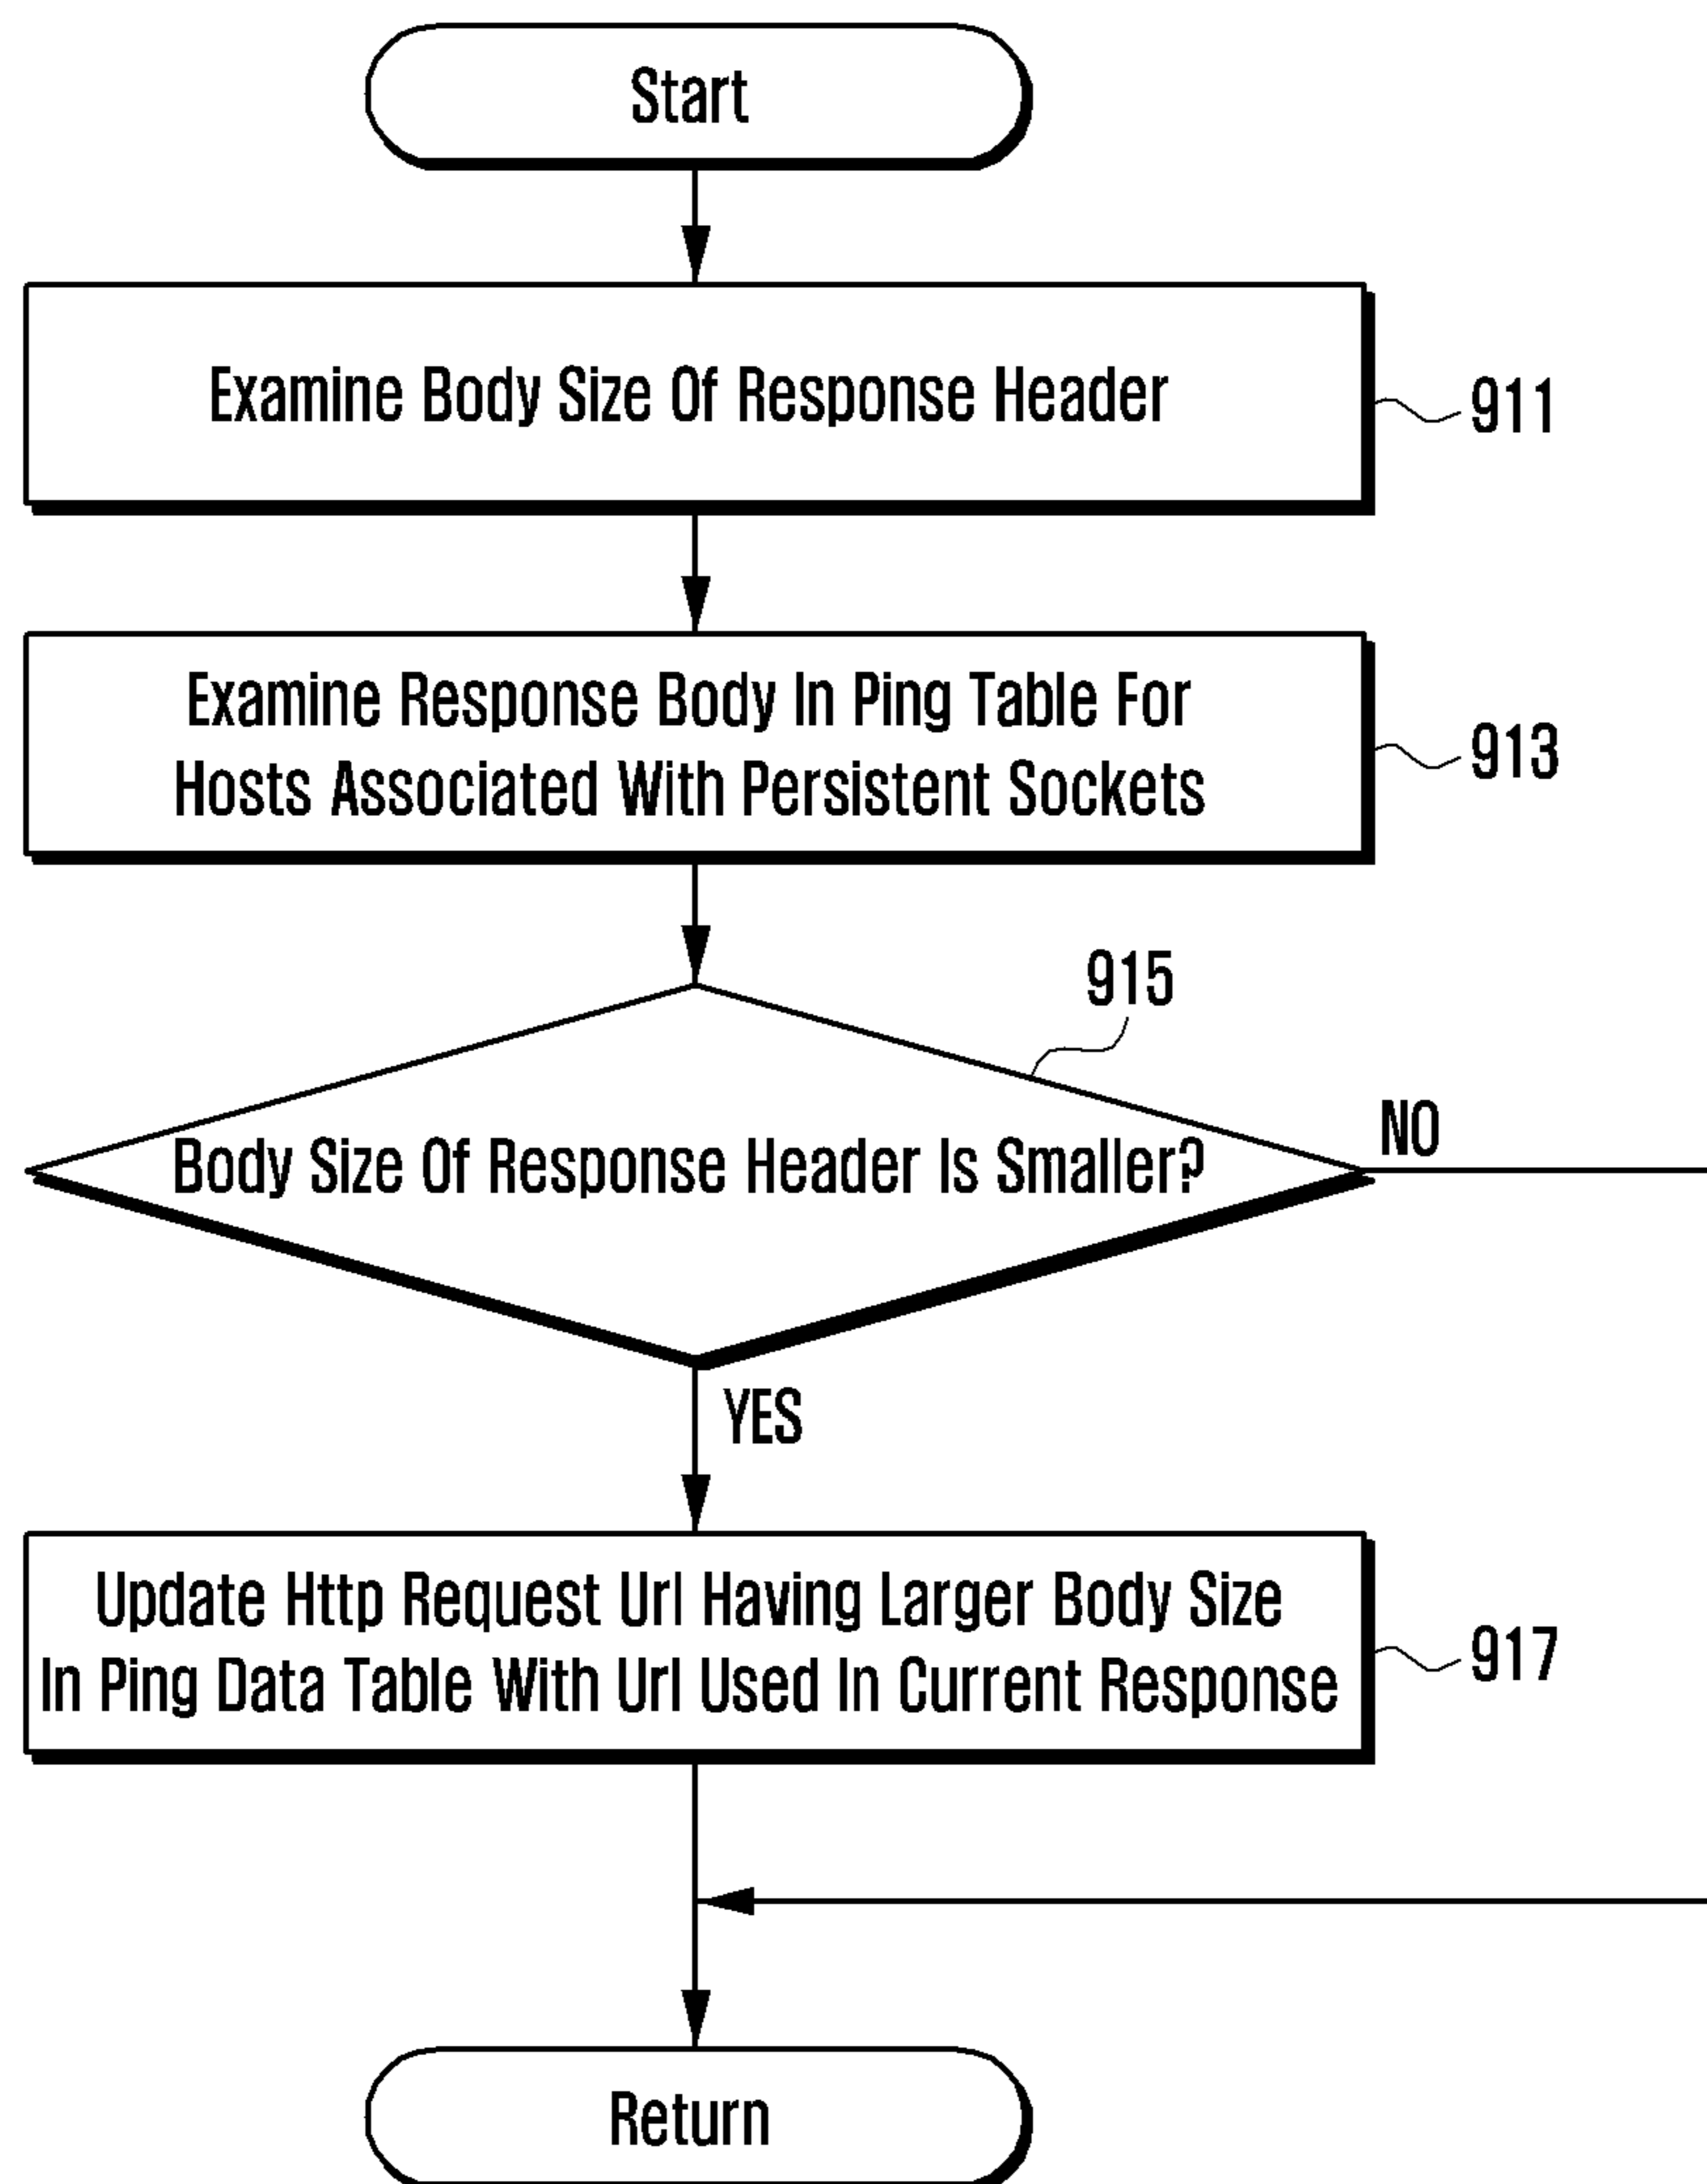 Start
Examine Body Size Of Response Header
911
Examine Response Body In Ping Table For
Hosts Associated With Persistent Sockets
913
915
Body Size Of Response Header Is Smaller?
NO
YES
Update Http Request Url Having Larger Body Size
In Ping Data Table With Url Used In Current Response
917
Return